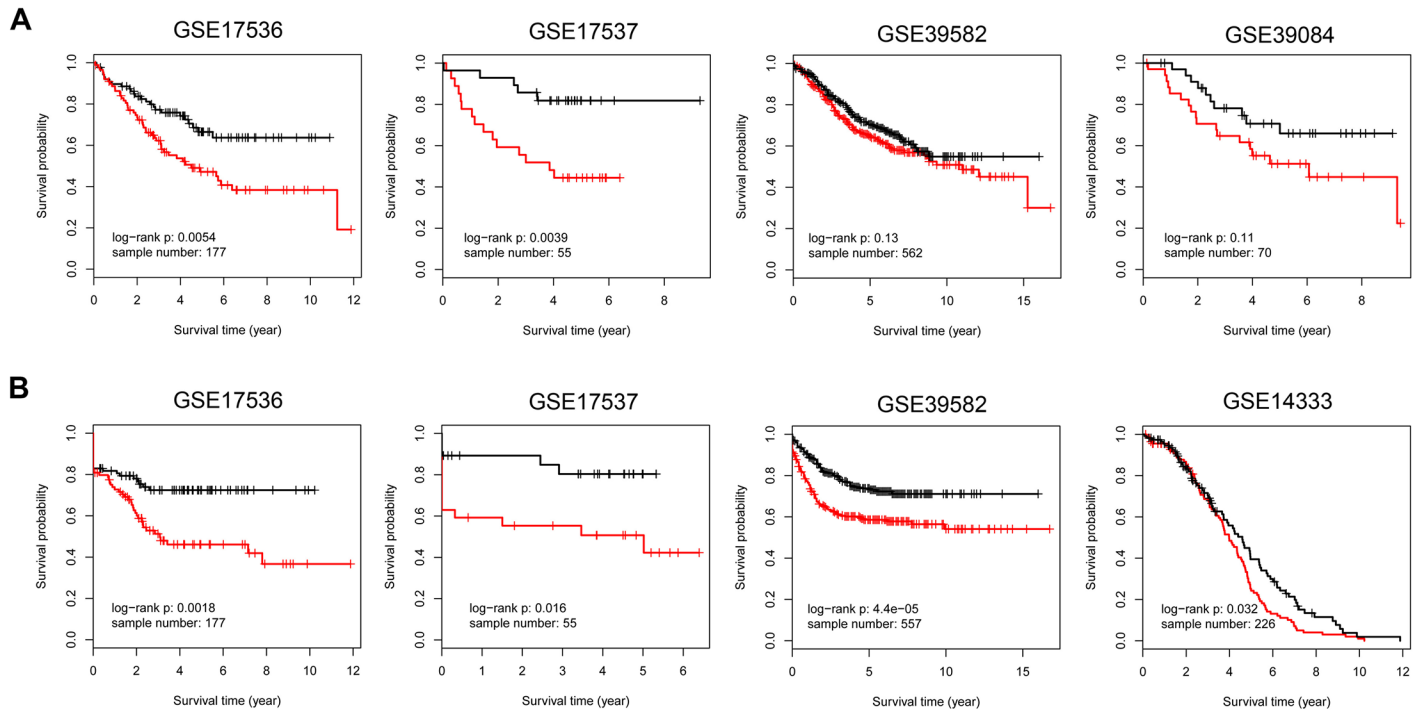 A
GSE17536
GSE17537
GSE39582
GSE39084
Survival probability
1.0
0.8
0.6
0.4
0.2
0.0
log−rank p: 0.0054
sample number: 177
0 2 4 6 8 10 12
Survival time (year)
Survival probability
1.0
0.8
0.6
0.4
0.2
0.0
log−rank p: 0.0039
sample number: 55
0 2 4 6 8
Survival time (year)
Survival probability
1.0
0.8
0.6
0.4
0.2
0.0
log−rank p: 0.13
sample number: 562
0 5 10 15
Survival time (year)
Survival probability
1.0
0.8
0.6
0.4
0.2
0.0
log−rank p: 0.11
sample number: 70
0 2 4 6 8
Survival time (year)
B
GSE17536
GSE17537
GSE39582
GSE14333
Survival probability
1.0
0.8
0.6
0.4
0.2
0.0
log−rank p: 0.0018
sample number: 177
0 2 4 6 8 10 12
Survival time (year)
Survival probability
1.0
0.8
0.6
0.4
0.2
0.0
log−rank p: 0.016
sample number: 55
0 1 2 3 4 5 6
Survival time (year)
Survival probability
1.0
0.8
0.6
0.4
0.2
0.0
log−rank p: 4.4e−05
sample number: 557
0 5 10 15
Survival time (year)
Survival probability
1.0
0.8
0.6
0.4
0.2
0.0
log−rank p: 0.032
sample number: 226
0 2 4 6 8 10 12
Survival time (year)